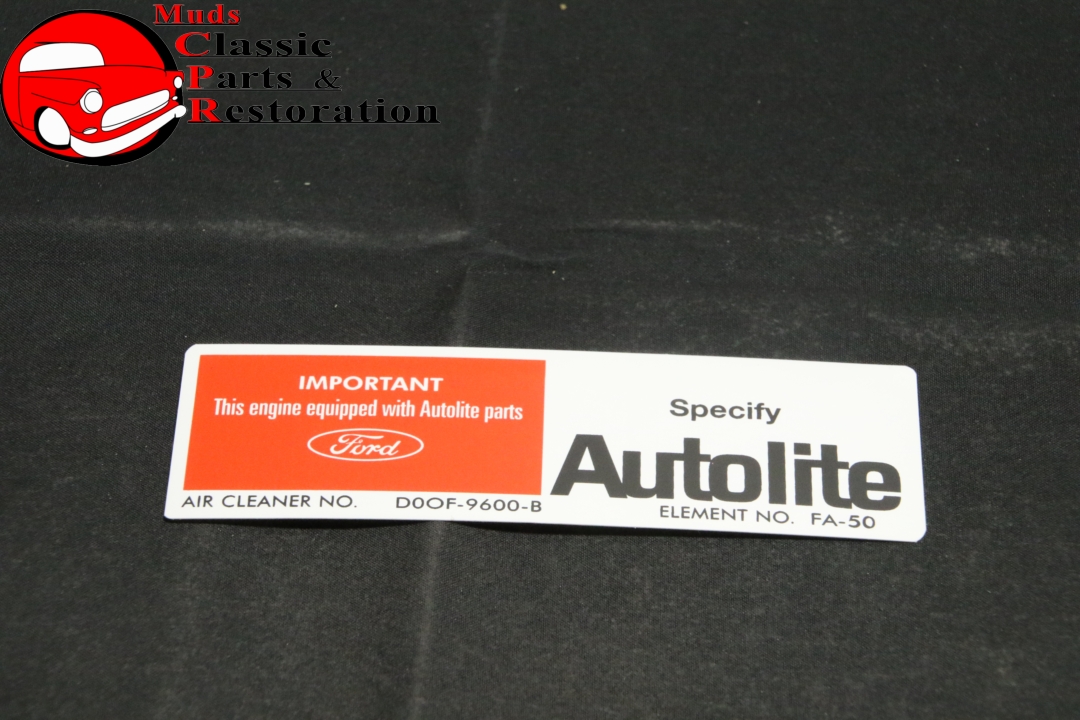 Muds
Classic
Parts &
Restoration
IMPORTANT
This engine equipped with Autolite parts
Ford
AIR CLEANER NO. D0OF-9600-B
Specify
Autolite
ELEMENT NO. FA-50